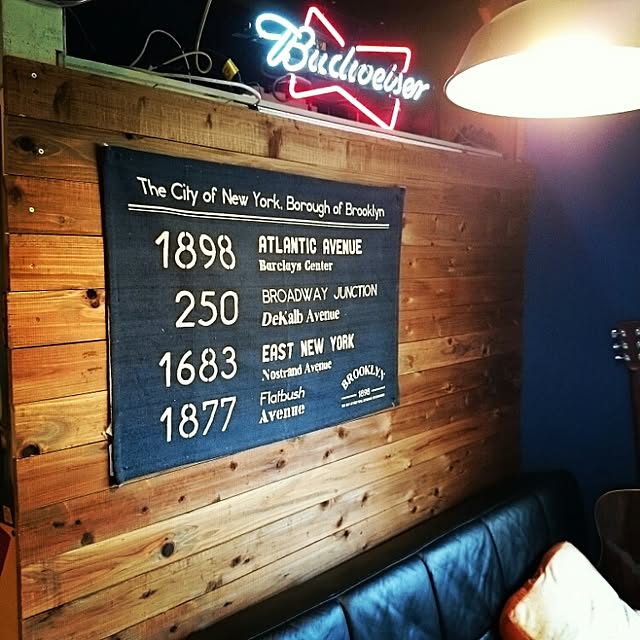 Budweiser
The City of New York. Borough of Brooklyn
1898 ATLANTIC AVENUE
Barclays Center
250 BROADWAY JUNCTION
DeKalb Avenue
1683 EAST NEW YORK
Nostrand Avenue
1877 Flatbush
Avenue
BROOKLYN
1898